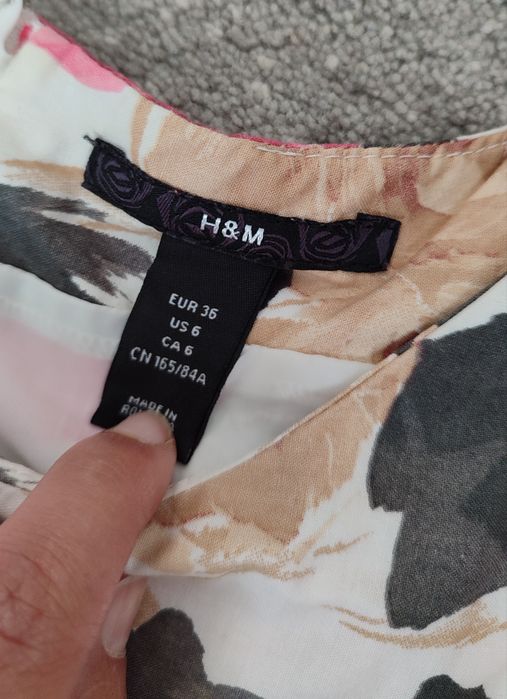 H&M
EUR 36
US 6
CA 6
CN 165/84A
MADE IN